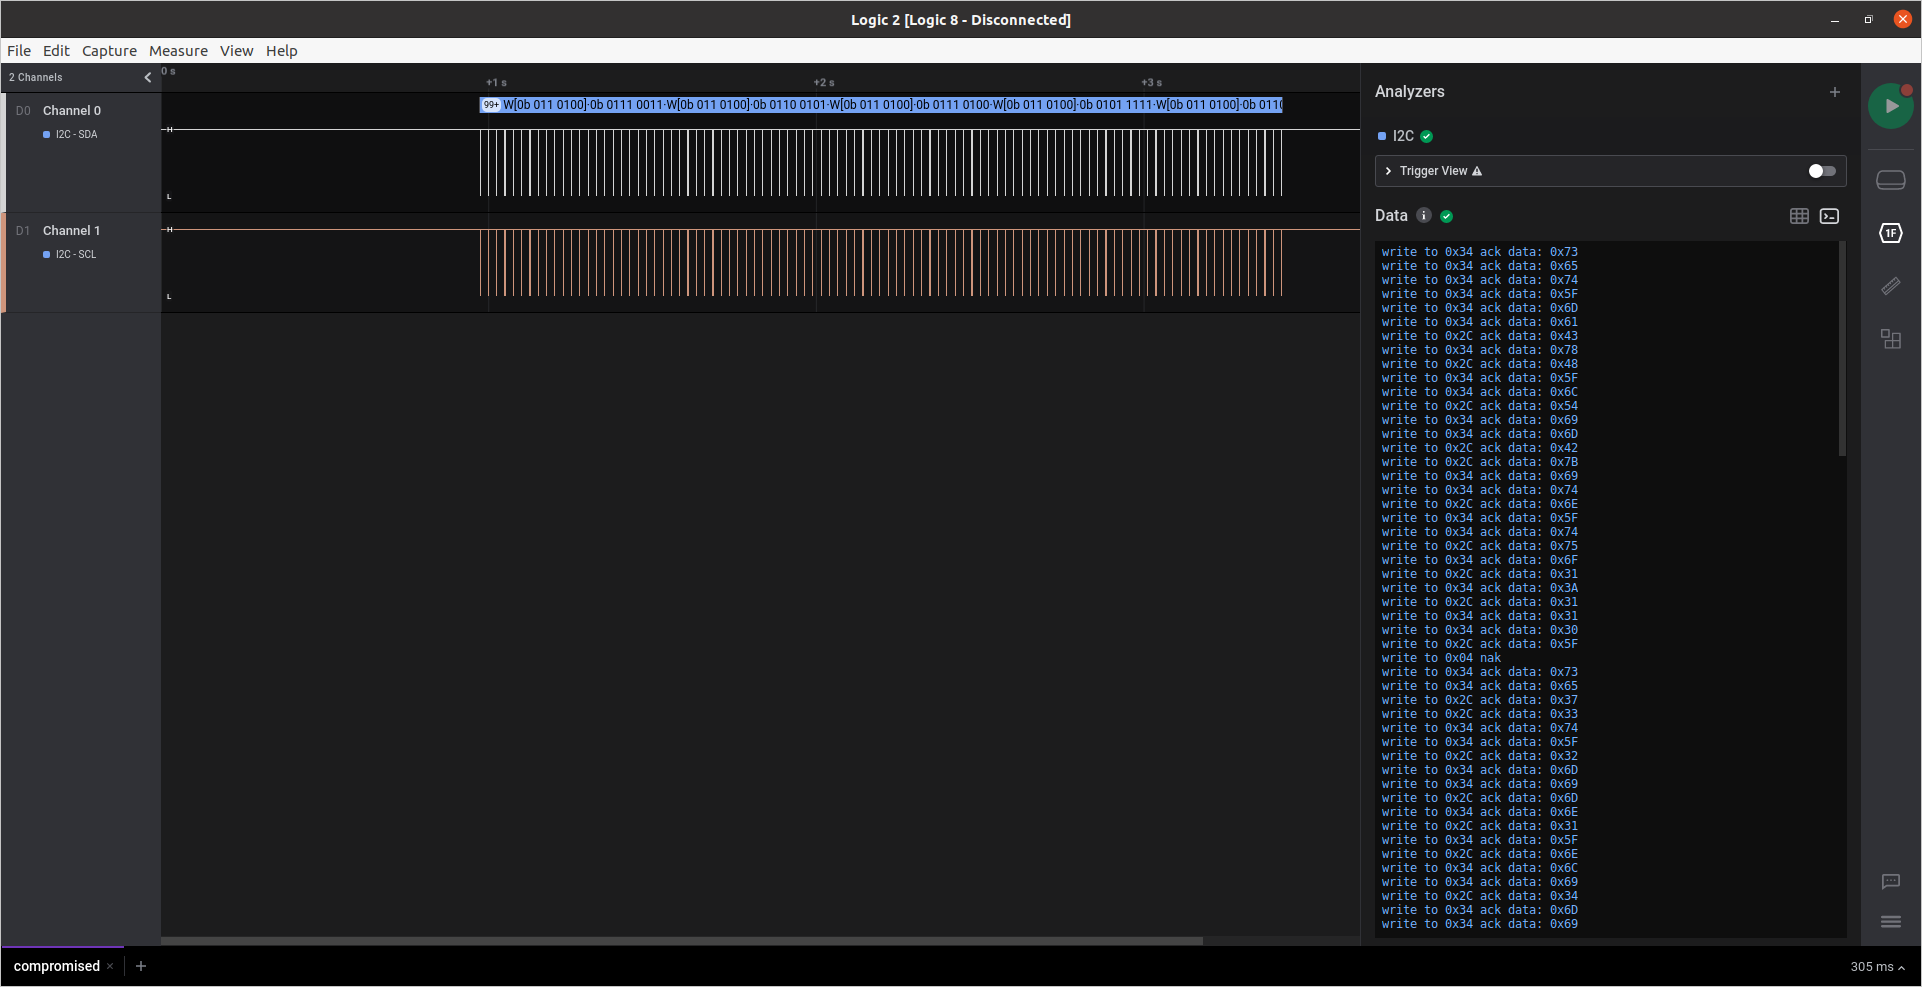 Logic 2 [Logic 8 - Disconnected]
File Edit Capture Measure View Help
2 Channels
0 s
+1 s
+2 s
+3 s
D0 Channel 0
I2C - SDA
99+ W[0b 011 0100]·0b 0111 0011·W[0b 011 0100]·0b 0110 0101·W[0b 011 0100]·0b 0111 0100·W[0b 011 0100]·0b 0101 1111·W[0b 011 0100]·0b 0110
H
L
D1 Channel 1
I2C - SCL
H
L
Analyzers
I2C
Trigger View
Data
1F
write to 0x34 ack data: 0x73
write to 0x34 ack data: 0x65
write to 0x34 ack data: 0x74
write to 0x34 ack data: 0x5F
write to 0x34 ack data: 0x6D
write to 0x34 ack data: 0x61
write to 0x2C ack data: 0x43
write to 0x34 ack data: 0x78
write to 0x2C ack data: 0x48
write to 0x34 ack data: 0x5F
write to 0x34 ack data: 0x6C
write to 0x2C ack data: 0x54
write to 0x34 ack data: 0x69
write to 0x34 ack data: 0x6D
write to 0x2C ack data: 0x42
write to 0x2C ack data: 0x7B
write to 0x34 ack data: 0x69
write to 0x34 ack data: 0x74
write to 0x2C ack data: 0x6E
write to 0x34 ack data: 0x5F
write to 0x34 ack data: 0x74
write to 0x2C ack data: 0x75
write to 0x34 ack data: 0x6F
write to 0x2C ack data: 0x31
write to 0x34 ack data: 0x3A
write to 0x2C ack data: 0x31
write to 0x34 ack data: 0x31
write to 0x34 ack data: 0x30
write to 0x2C ack data: 0x5F
write to 0x04 nak
write to 0x34 ack data: 0x73
write to 0x34 ack data: 0x65
write to 0x2C ack data: 0x37
write to 0x2C ack data: 0x33
write to 0x34 ack data: 0x74
write to 0x34 ack data: 0x5F
write to 0x2C ack data: 0x32
write to 0x34 ack data: 0x6D
write to 0x34 ack data: 0x69
write to 0x2C ack data: 0x6D
write to 0x34 ack data: 0x6E
write to 0x2C ack data: 0x31
write to 0x34 ack data: 0x5F
write to 0x2C ack data: 0x6E
write to 0x34 ack data: 0x6C
write to 0x34 ack data: 0x69
write to 0x2C ack data: 0x34
write to 0x34 ack data: 0x6D
write to 0x34 ack data: 0x69
compromised
305 ms